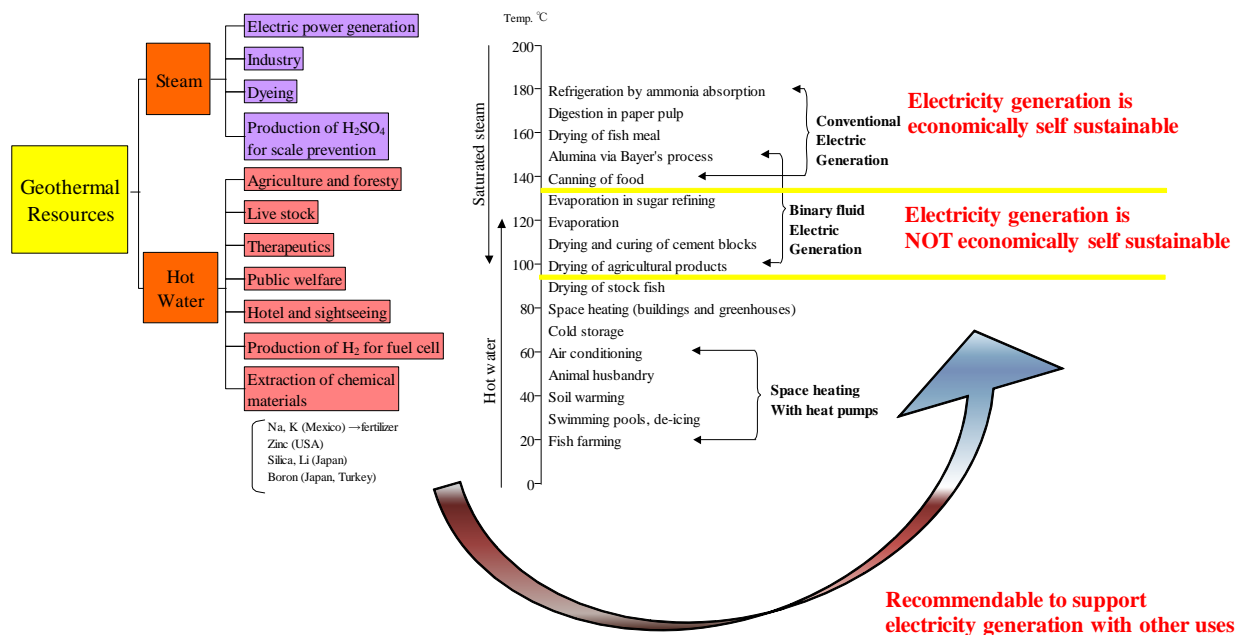 Geothermal
Resources
Steam
Electric power generation
Industry
Dyeing
Production of H₂SO₄
for scale prevention
Hot
Water
Agriculture and foresty
Live stock
Therapeutics
Public welfare
Hotel and sightseeing
Production of H₂ for fuel cell
Extraction of chemical
materials
Na, K (Mexico) →fertilizer
Zinc (USA)
Silica, Li (Japan)
Boron (Japan, Turkey)
Temp. ℃
Saturated steam
Hot water
200
180
160
140
120
100
80
60
40
20
0
Refrigeration by ammonia absorption
Digestion in paper pulp
Drying of fish meal
Alumina via Bayer's process
Canning of food
Evaporation in sugar refining
Evaporation
Drying and curing of cement blocks
Drying of agricultural products
Drying of stock fish
Space heating (buildings and greenhouses)
Cold storage
Air conditioning
Animal husbandry
Soil warming
Swimming pools, de-icing
Fish farming
Conventional
Electric
Generation
Binary fluid
Electric
Generation
Space heating
With heat pumps
Electricity generation is
economically self sustainable
Electricity generation is
NOT economically self sustainable
Recommendable to support
electricity generation with other uses